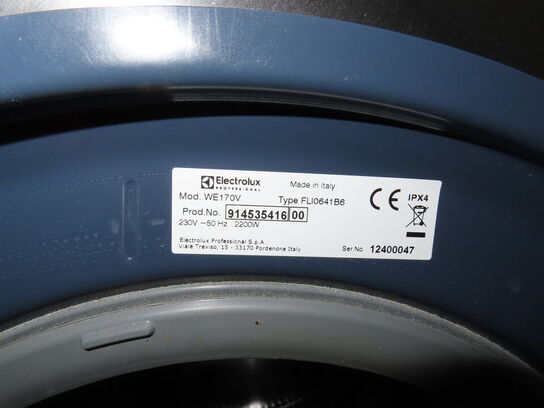 Electrolux
PROFESSIONAL
Made in Italy
Mod. WE170V Type FLI0641B6
Prod.No. 914535416 00
230V ~50 Hz 2200W
Electrolux Professional S.p.A.
Viale Treviso, 15 - 33170 Pordenone Italy
Ser.No. 12400047
CE IPX4